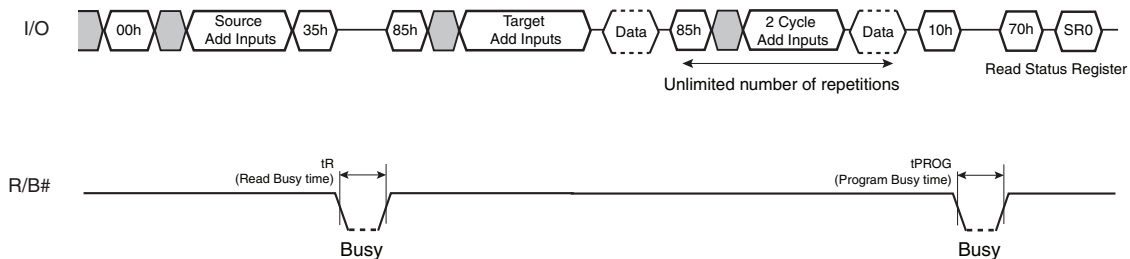 I/O
00h
Source
Add Inputs
35h
85h
Target
Add Inputs
Data
85h
2 Cycle
Add Inputs
Data
10h
70h
SR0
Unlimited number of repetitions
Read Status Register
R/B#
tR
(Read Busy time)
Busy
tPROG
(Program Busy time)
Busy